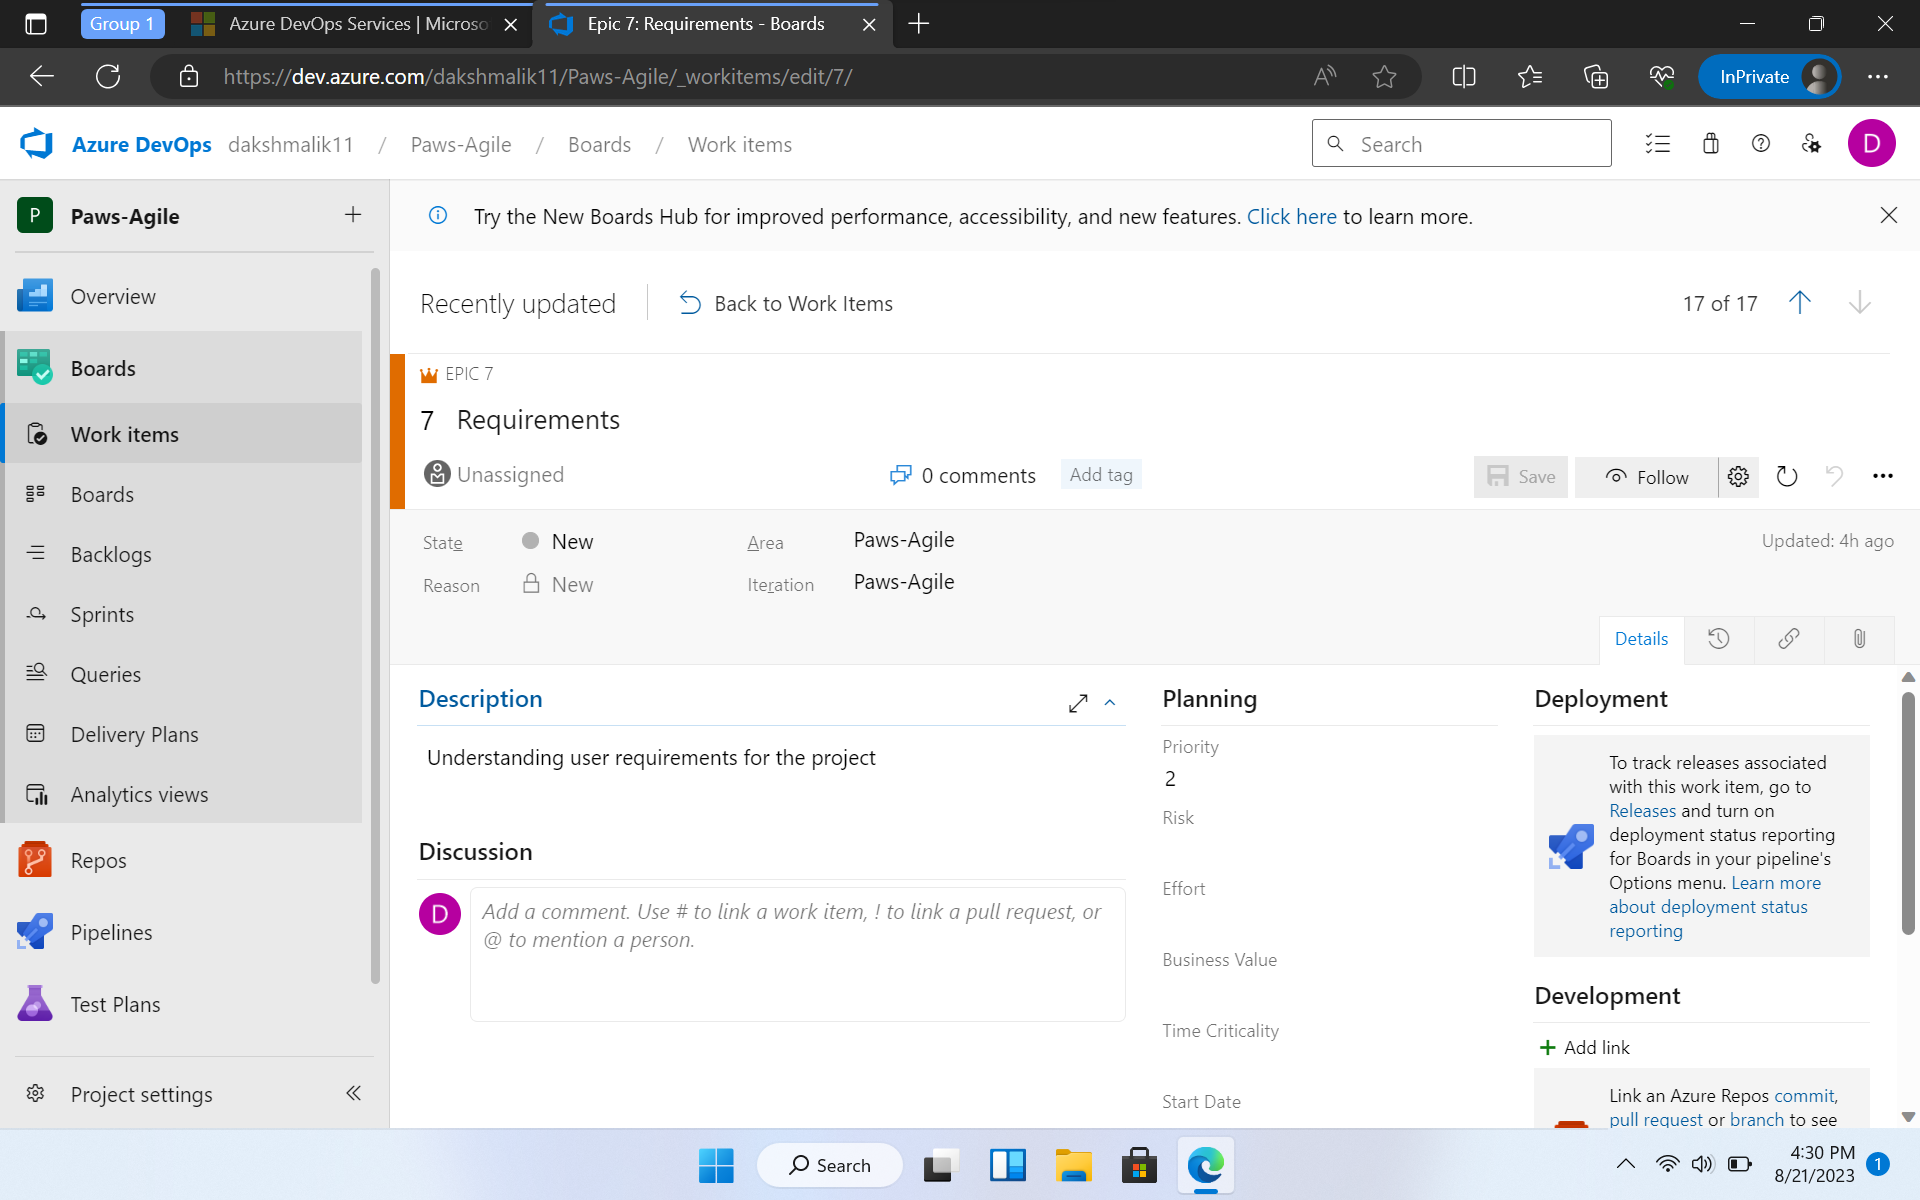 Group 1
Azure DevOps Services | Microso
Epic 7: Requirements - Boards
https://dev.azure.com/dakshmalik11/Paws-Agile/_workitems/edit/7/
InPrivate
Azure DevOps dakshmalik11 / Paws-Agile / Boards / Work items
Search
D
P Paws-Agile
Try the New Boards Hub for improved performance, accessibility, and new features. Click here to learn more.
Overview
Boards
Work items
Boards
Backlogs
Sprints
Queries
Delivery Plans
Analytics views
Repos
Pipelines
Test Plans
Project settings
Recently updated
Back to Work Items
17 of 17
EPIC 7
7 Requirements
Unassigned
0 comments
Add tag
Save
Follow
State New
Area Paws-Agile
Updated: 4h ago
Reason New
Iteration Paws-Agile
Details
Description
Understanding user requirements for the project
Discussion
D
Add a comment. Use # to link a work item, ! to link a pull request, or
@ to mention a person.
Planning
Priority
2
Risk
Effort
Business Value
Time Criticality
Start Date
Deployment
To track releases associated
with this work item, go to
Releases and turn on
deployment status reporting
for Boards in your pipeline's
Options menu. Learn more
about deployment status
reporting
Development
Add link
Link an Azure Repos commit,
pull request or branch to see
Search
4:30 PM
8/21/2023
1